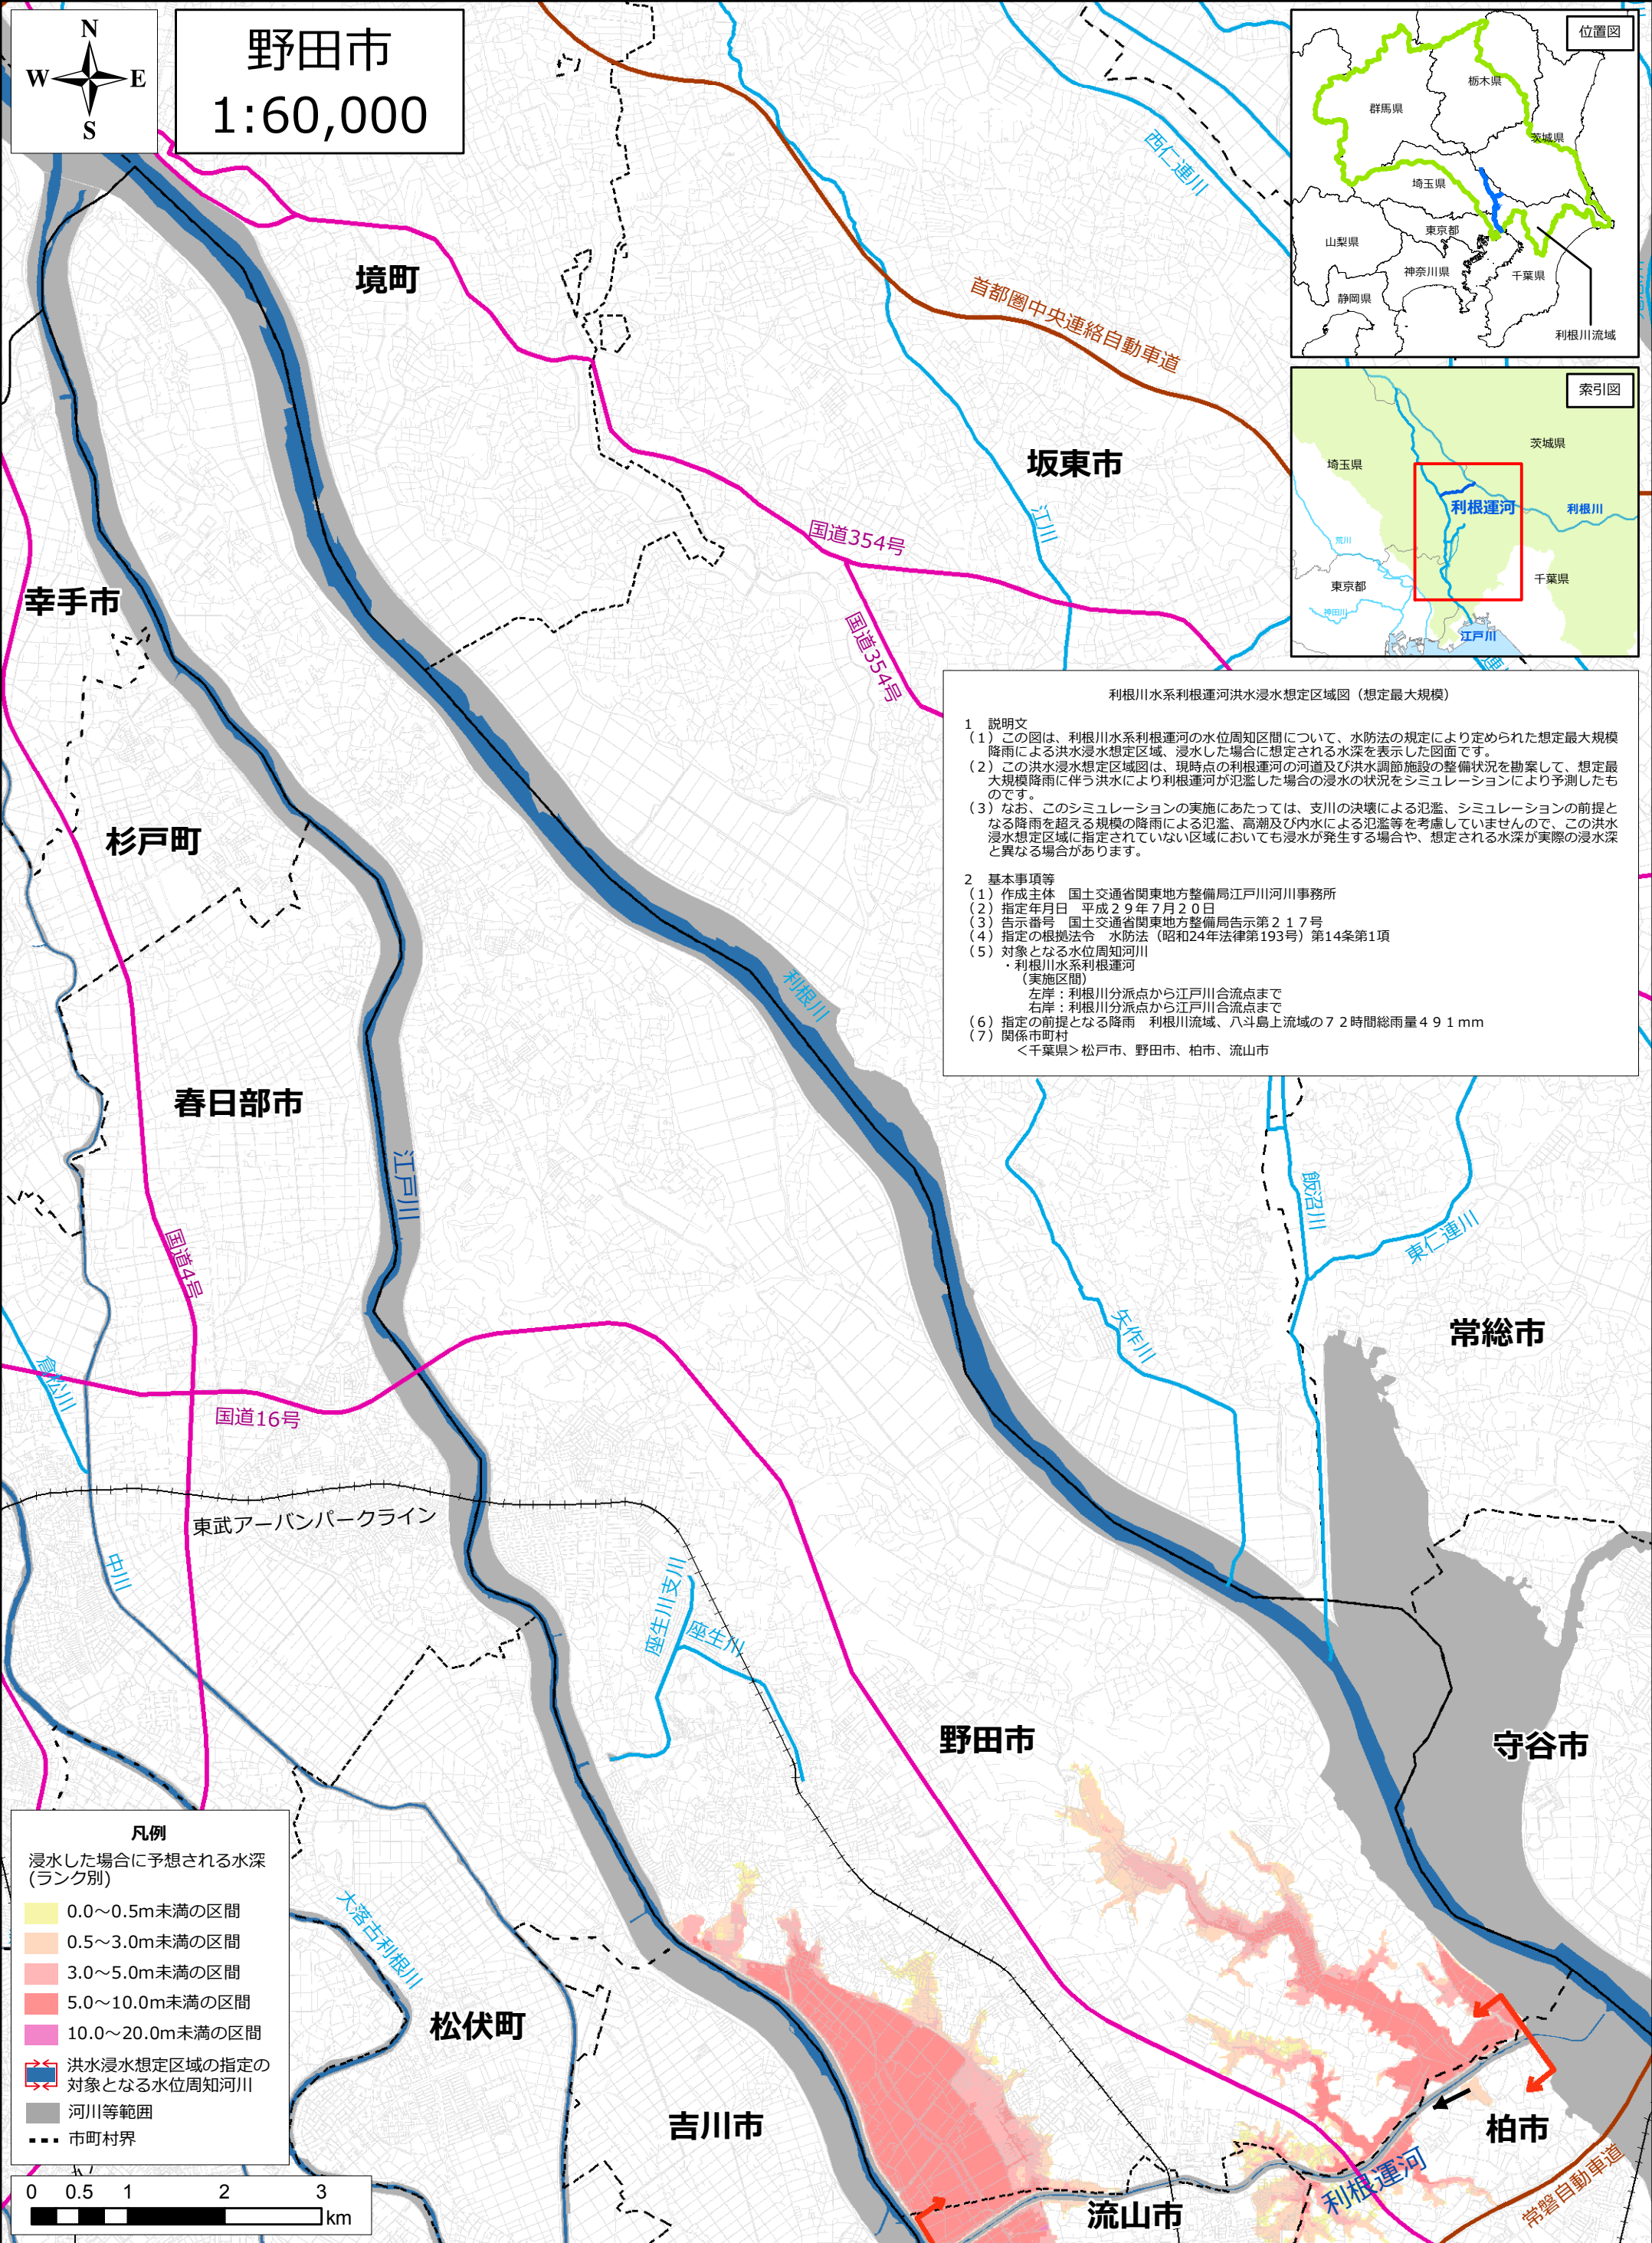 N
W E
S
野田市
1:60,000
位置図
栃木県
群馬県
茨城県
埼玉県
東京都
山梨県
神奈川県
千葉県
静岡県
利根川流域
索引図
茨城県
埼玉県
利根運河
利根川
荒川
東京都
千葉県
神田川
江戸川
西仁連川
境町
首都圏中央連絡自動車道
坂東市
江川
国道354号
国道354号
幸手市
杉戸町
利根川水系利根運河洪水浸水想定区域図（想定最大規模）
1 説明文
（1）この図は、利根川水系利根運河の水位周知区間について、水防法の規定により定められた想定最大規模
降雨による洪水浸水想定区域、浸水した場合に想定される水深を表示した図面です。
（2）この洪水浸水想定区域図は、現時点の利根運河の河道及び洪水調節施設の整備状況を勘案して、想定最
大規模降雨に伴う洪水により利根運河が氾濫した場合の浸水の状況をシミュレーションにより予測したも
のです。
（3）なお、このシミュレーションの実施にあたっては、支川の決壊による氾濫、シミュレーションの前提と
なる降雨を超える規模の降雨による氾濫、高潮及び内水による氾濫等を考慮していませんので、この洪水
浸水想定区域に指定されていない区域においても浸水が発生する場合や、想定される水深が実際の浸水深
と異なる場合があります。
2 基本事項等
（1）作成主体　国土交通省関東地方整備局江戸川河川事務所
（2）指定年月日　平成２９年７月２０日
（3）告示番号　国土交通省関東地方整備局告示第２１７号
（4）指定の根拠法令　水防法（昭和24年法律第193号）第14条第1項
（5）対象となる水位周知河川
・利根川水系利根運河
（実施区間）
左岸：利根川分派点から江戸川合流点まで
右岸：利根川分派点から江戸川合流点まで
（6）指定の前提となる降雨　利根川流域、八斗島上流域の７２時間総雨量４９１mm
（7）関係市町村
＜千葉県＞松戸市、野田市、柏市、流山市
利根川
春日部市
江戸川
飯沼川
東仁連川
国道4号
矢作川
常総市
倉松川
国道16号
東武アーバンパークライン
中川
座生川支川
座生川
野田市
守谷市
凡例
浸水した場合に予想される水深
(ランク別)
0.0～0.5m未満の区間
0.5～3.0m未満の区間
3.0～5.0m未満の区間
5.0～10.0m未満の区間
10.0～20.0m未満の区間
洪水浸水想定区域の指定の
対象となる水位周知河川
河川等範囲
市町村界
大落古利根川
松伏町
吉川市
柏市
利根運河
流山市
常磐自動車道
0 0.5 1 2 3
km